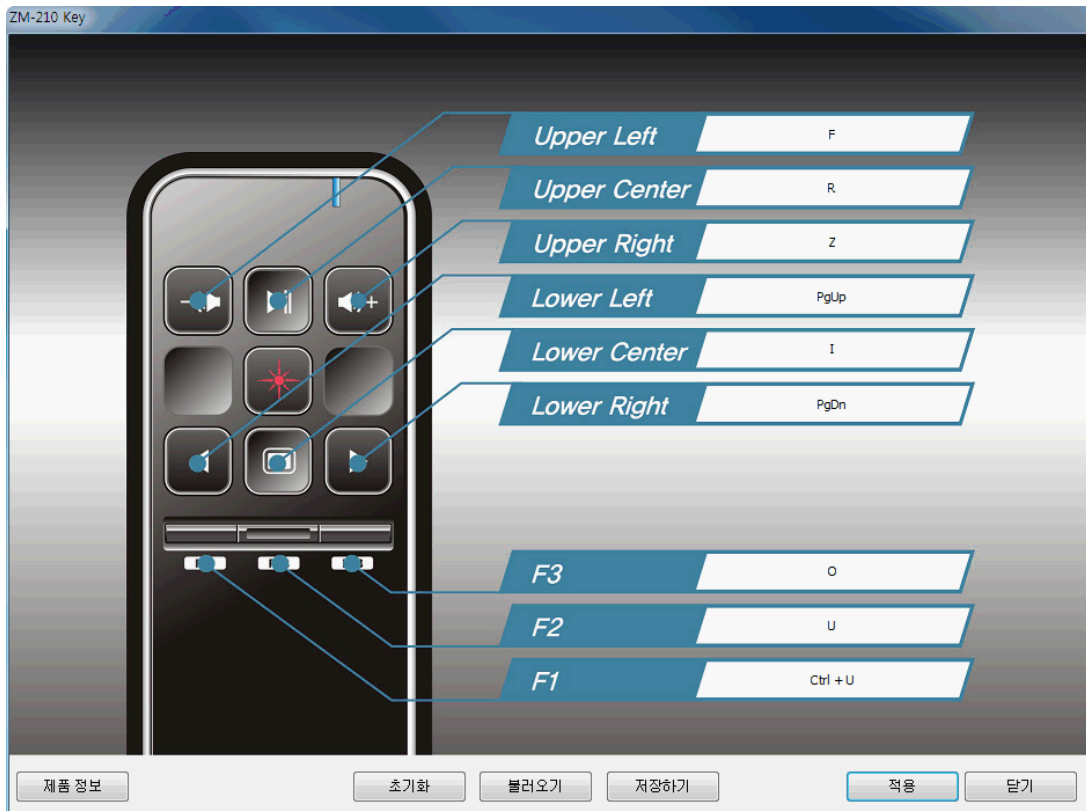 ZM-210 Key
Upper Left F
Upper Center R
Upper Right Z
Lower Left PgUp
Lower Center I
Lower Right PgDn
F3 O
F2 U
F1 Ctrl + U
제품 정보 초기화 불러오기 저장하기 적용 닫기